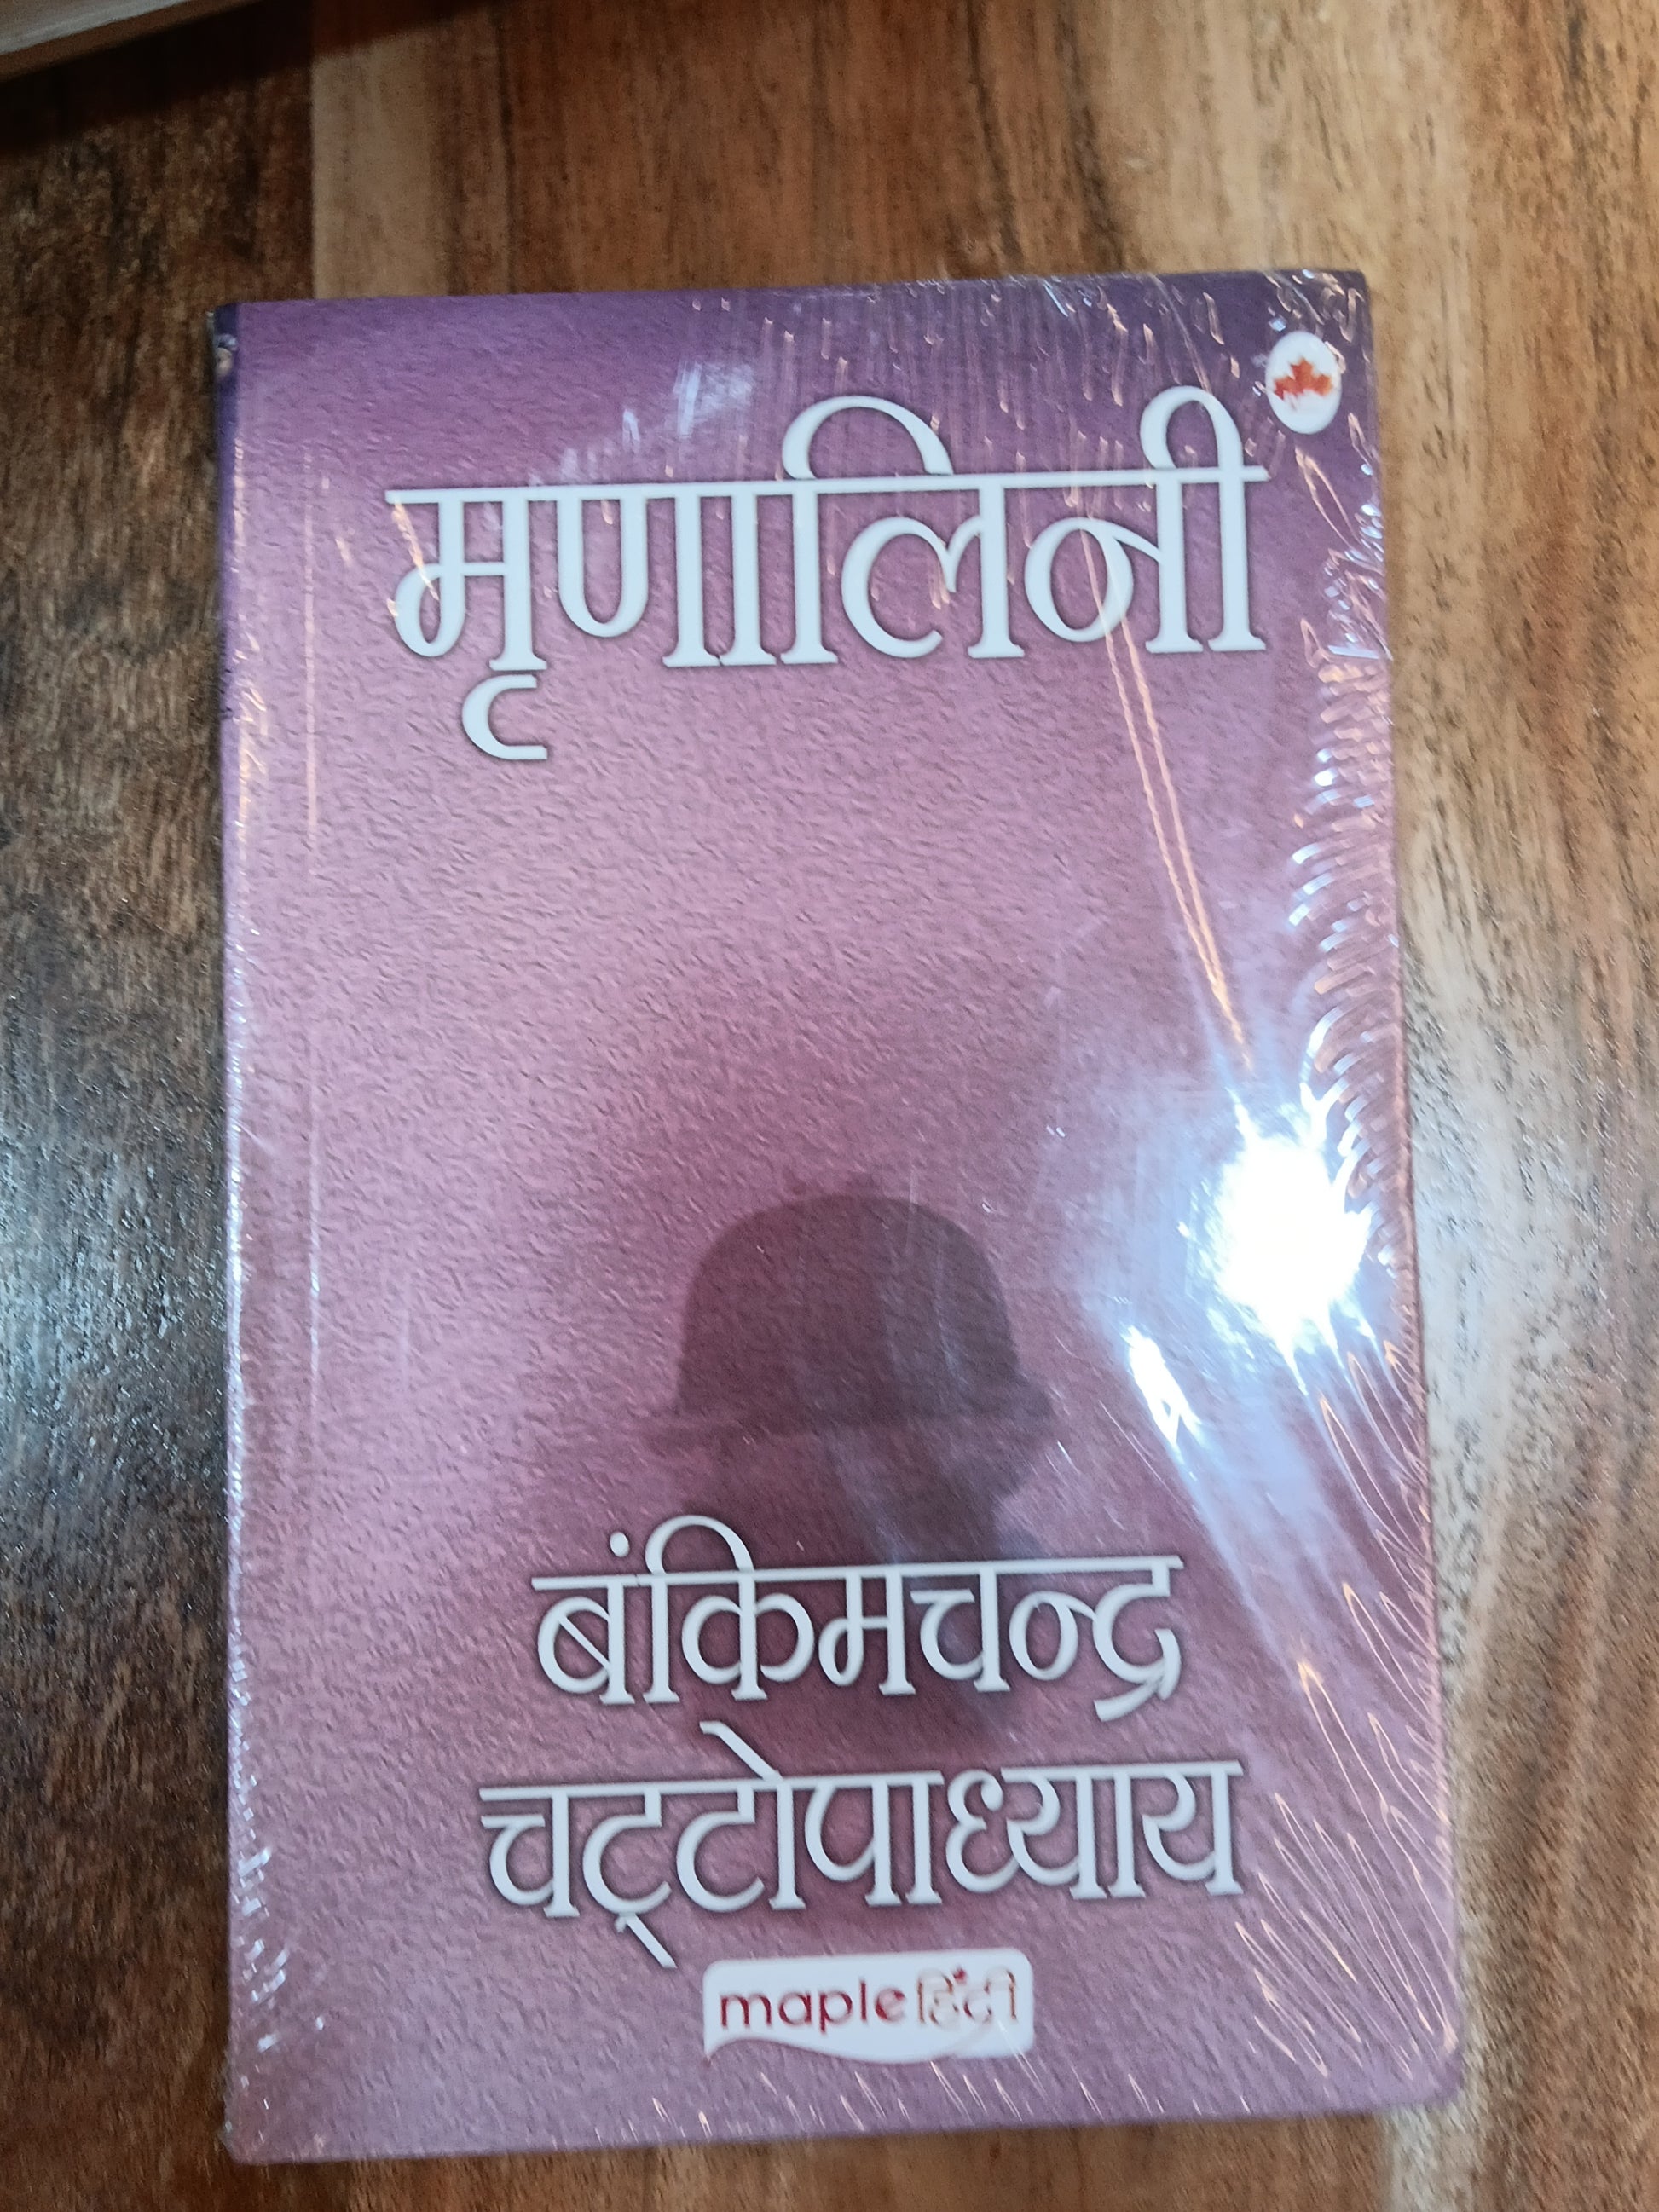 मृणालिनी
बंकिमचन्द्र
चट्टोपाध्याय
maple हिंदी